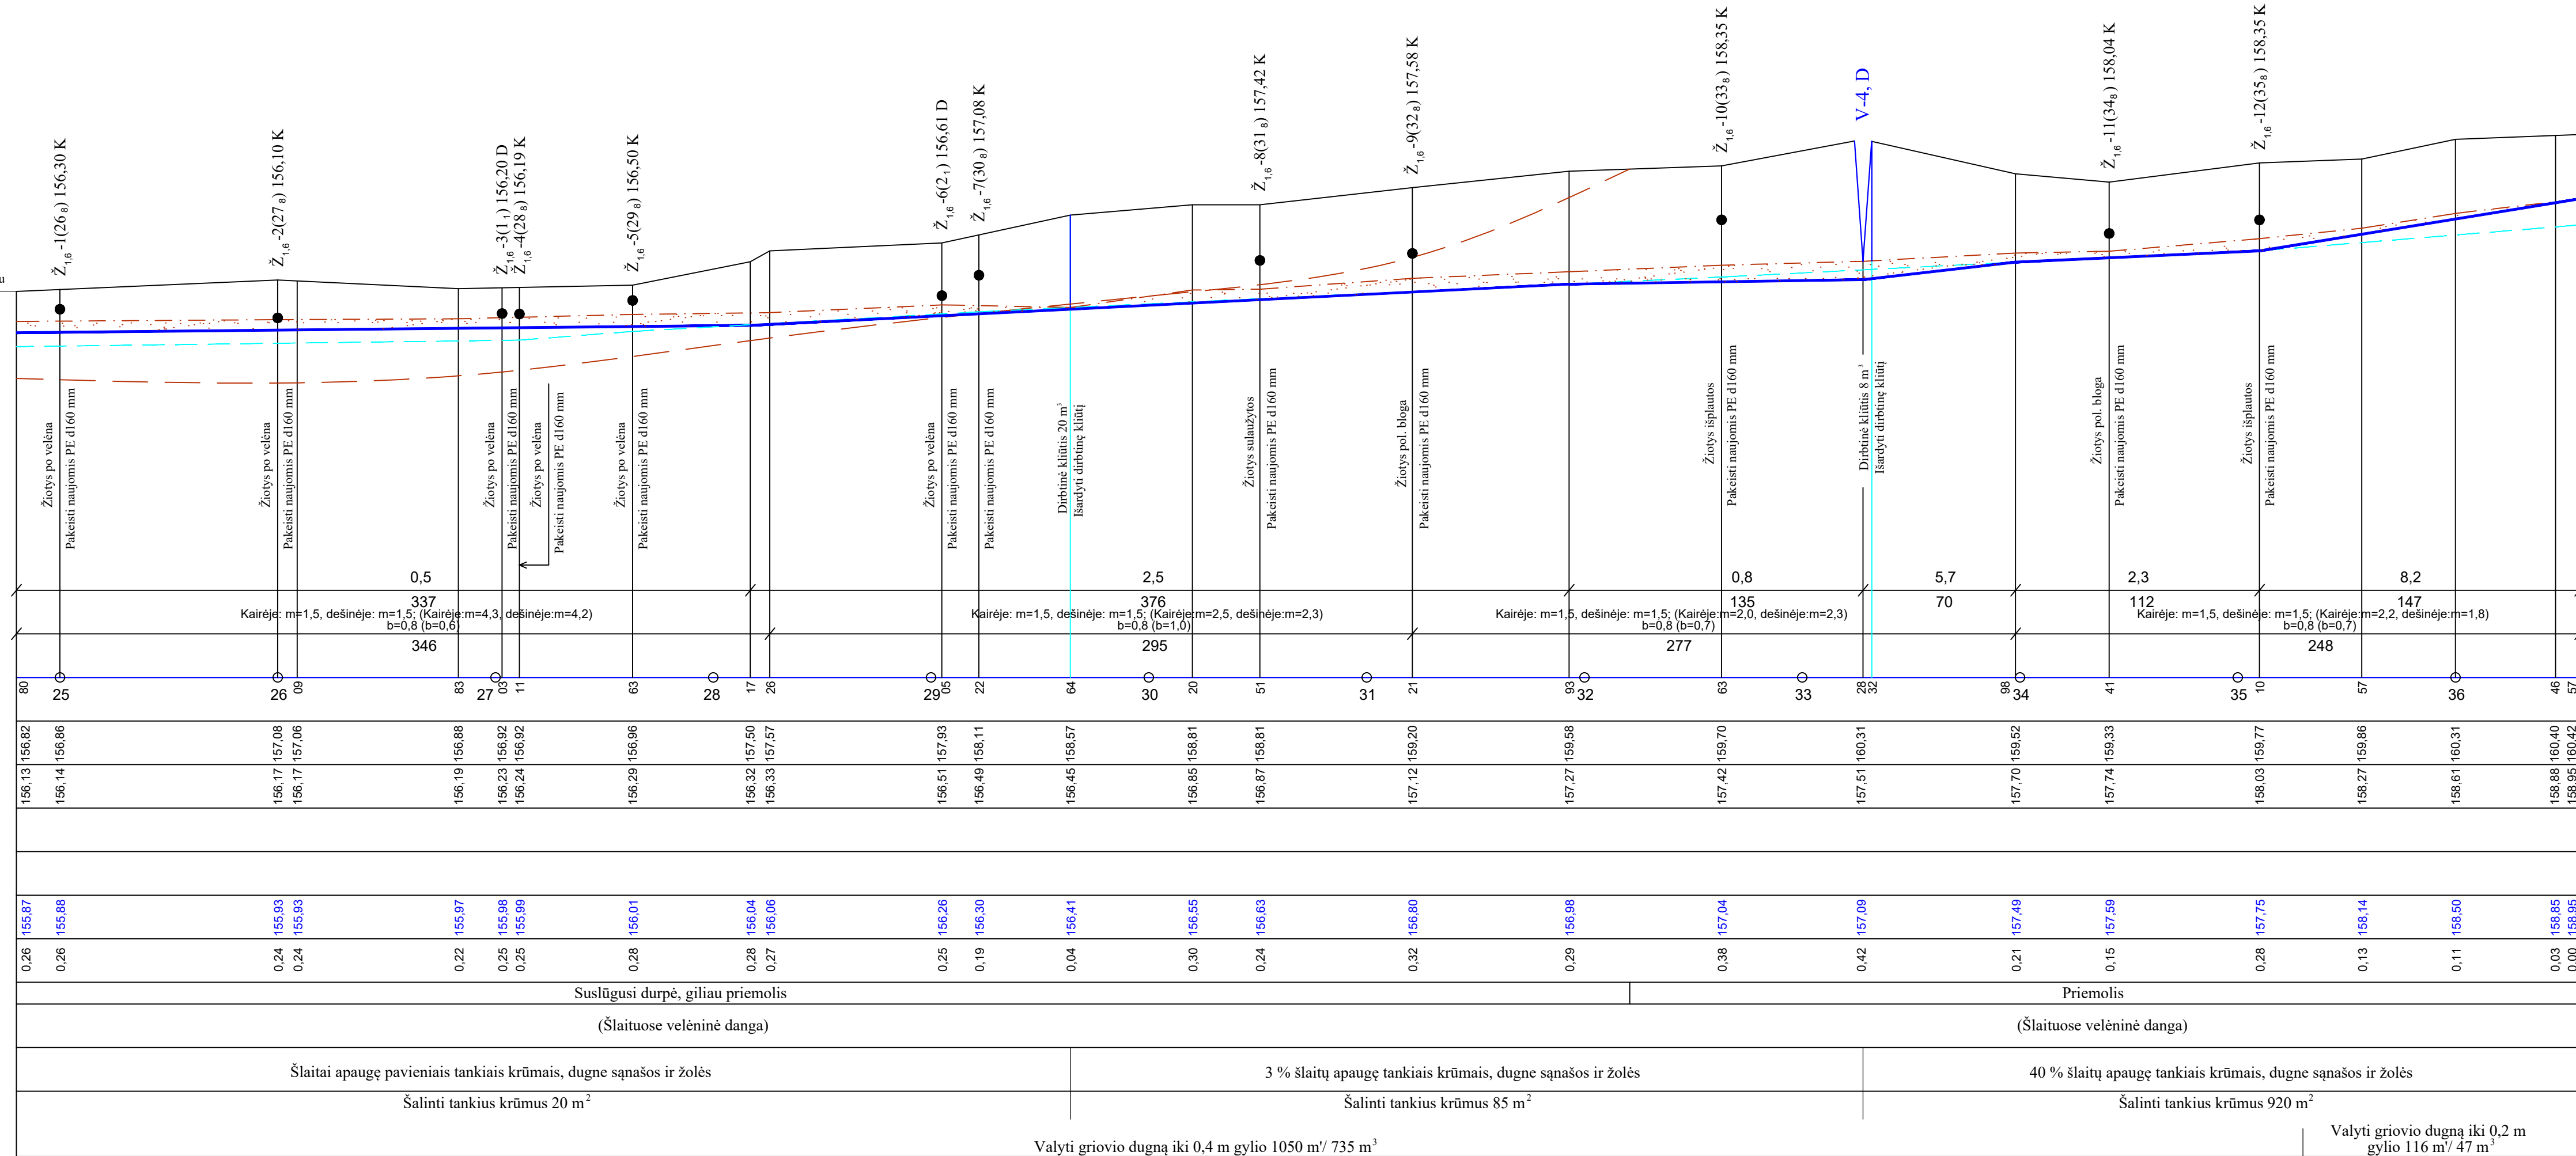 u
Ž1,6-1(26 8) 156,30 K
Ž1,6-2(27 8) 156,10 K
Ž1,6-3(1 1) 156,20 D
Ž1,6-4(28 8) 156,19 K
Ž1,6-5(29 8) 156,50 K
Ž1,6-6(2 1) 156,61 D
Ž1,6-7(30 8) 157,08 K
Ž1,6-8(31 8) 157,42 K
Ž1,6-9(32 8) 157,58 K
Ž1,6-10(33 8) 158,35 K
V-4, D
Ž1,6-11(34 8) 158,04 K
Ž1,6-12(35 8) 158,35 K
Žiotys po velėna
Pakeisti naujomis PE d160 mm
Žiotys po velėna
Pakeisti naujomis PE d160 mm
Žiotys po velėna
Pakeisti naujomis PE d160 mm
Žiotys po velėna
Pakeisti naujomis PE d160 mm
Žiotys po velėna
Pakeisti naujomis PE d160 mm
Žiotys po velėna
Pakeisti naujomis PE d160 mm
Pakeisti naujomis PE d160 mm
Dirbtinė kliūtis 20 m³
Išardyti dirbtinę kliūtį
Žiotys sulaužytos
Pakeisti naujomis PE d160 mm
Žiotys pol. bloga
Pakeisti naujomis PE d160 mm
Žiotys išplautos
Pakeisti naujomis PE d160 mm
Dirbtinė kliūtis 8 m³
Išardyti dirbtinę kliūtį
Žiotys pol. bloga
Pakeisti naujomis PE d160 mm
Žiotys išplautos
Pakeisti naujomis PE d160 mm
0,5 2,5 0,8 5,7 2,3 8,2
337 376 135 70 112 147
Kairėje: m=1,5, dešinėje: m=1,5; (Kairėje:m=4,3, dešinėje:m=4,2)
b=0,8 (b=0,6)
Kairėje: m=1,5, dešinėje: m=1,5; (Kairėje:m=2,5, dešinėje:m=2,3)
b=0,8 (b=1,0)
Kairėje: m=1,5, dešinėje: m=1,5; (Kairėje:m=2,0, dešinėje:m=2,3)
b=0,8 (b=0,7)
Kairėje: m=1,5, dešinėje: m=1,5; (Kairėje:m=2,2, dešinėje:m=1,8)
b=0,8 (b=0,7)
346 295 277 248
80 25 26 09 83 27 03 11 63 28 17 26 29 05 22 64 30 20 51 31 21 93 32 63 33 28 32 98 34 41 35 10 57 36 46 57
156,82 156,86 157,08 157,06 156,88 156,92 156,92 156,96 157,50 157,57 157,93 158,11 158,57 158,81 158,81 159,20 159,58 159,70 160,31 159,52 159,33 159,77 159,86 160,31 160,40 160,42
156,13 156,14 156,17 156,17 156,19 156,23 156,24 156,29 156,32 156,33 156,51 156,49 156,45 156,85 156,87 157,12 157,27 157,42 157,51 157,70 157,74 158,03 158,27 158,61 158,88 158,95
155,87 155,88 155,93 155,93 155,97 155,98 155,99 156,01 156,04 156,06 156,26 156,30 156,41 156,55 156,63 156,80 156,98 157,04 157,09 157,49 157,59 157,75 158,14 158,50 158,85 158,95
0,26 0,26 0,24 0,24 0,22 0,25 0,25 0,28 0,28 0,27 0,25 0,19 0,04 0,30 0,24 0,32 0,29 0,38 0,42 0,21 0,15 0,28 0,13 0,11 0,03 0,00
Suslūgusi durpė, giliau priemolis Priemolis
(Šlaituose velėninė danga) (Šlaituose velėninė danga)
Šlaitai apaugę pavieniais tankiais krūmais, dugne sąnašos ir žolės 3 % šlaitų apaugę tankiais krūmais, dugne sąnašos ir žolės 40 % šlaitų apaugę tankiais krūmais, dugne sąnašos ir žolės
Šalinti tankius krūmus 20 m² Šalinti tankius krūmus 85 m² Šalinti tankius krūmus 920 m²
Valyti griovio dugną iki 0,4 m gylio 1050 m'/ 735 m³
Valyti griovio dugną iki 0,2 m
gylio 116 m'/ 47 m³